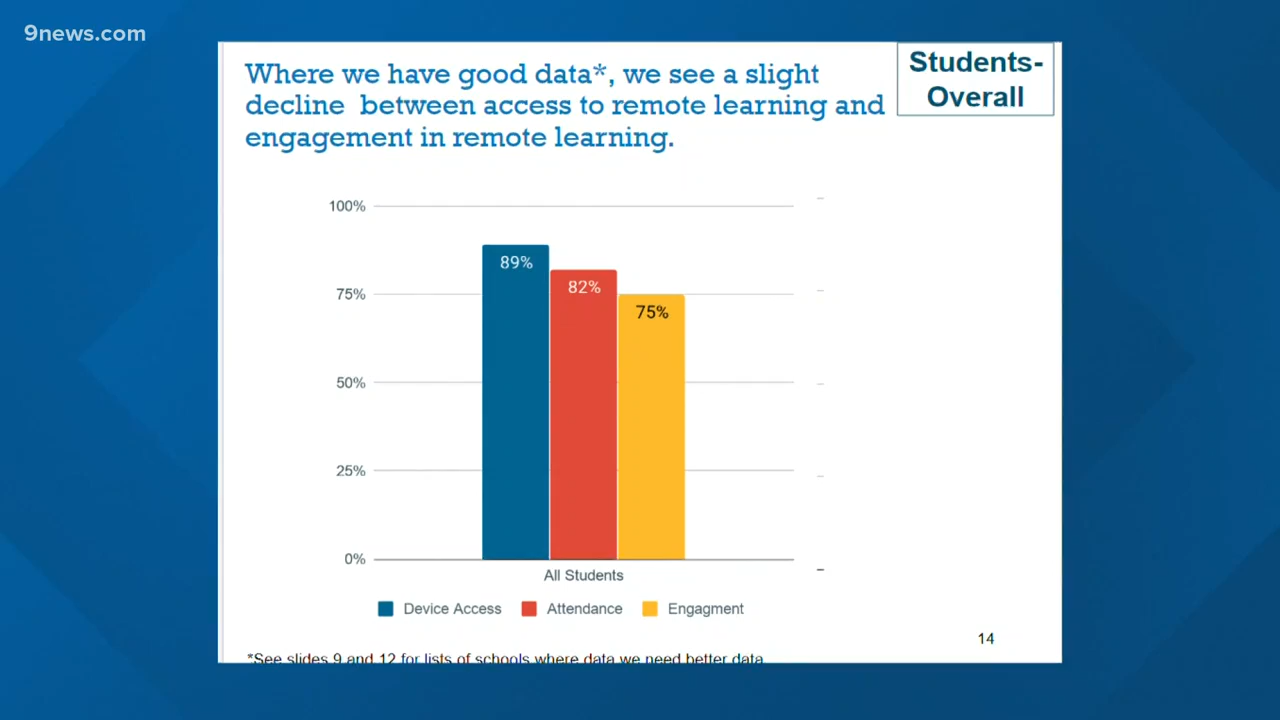 9news.com
Where we have good data*, we see a slight
decline between access to remote learning and
engagement in remote learning.
Students-
Overall
100%
75%
50%
25%
0%
89%
82%
75%
All Students
Device Access
Attendance
Engagment
14
*See slides 9 and 12 for lists of schools where data we need better data.